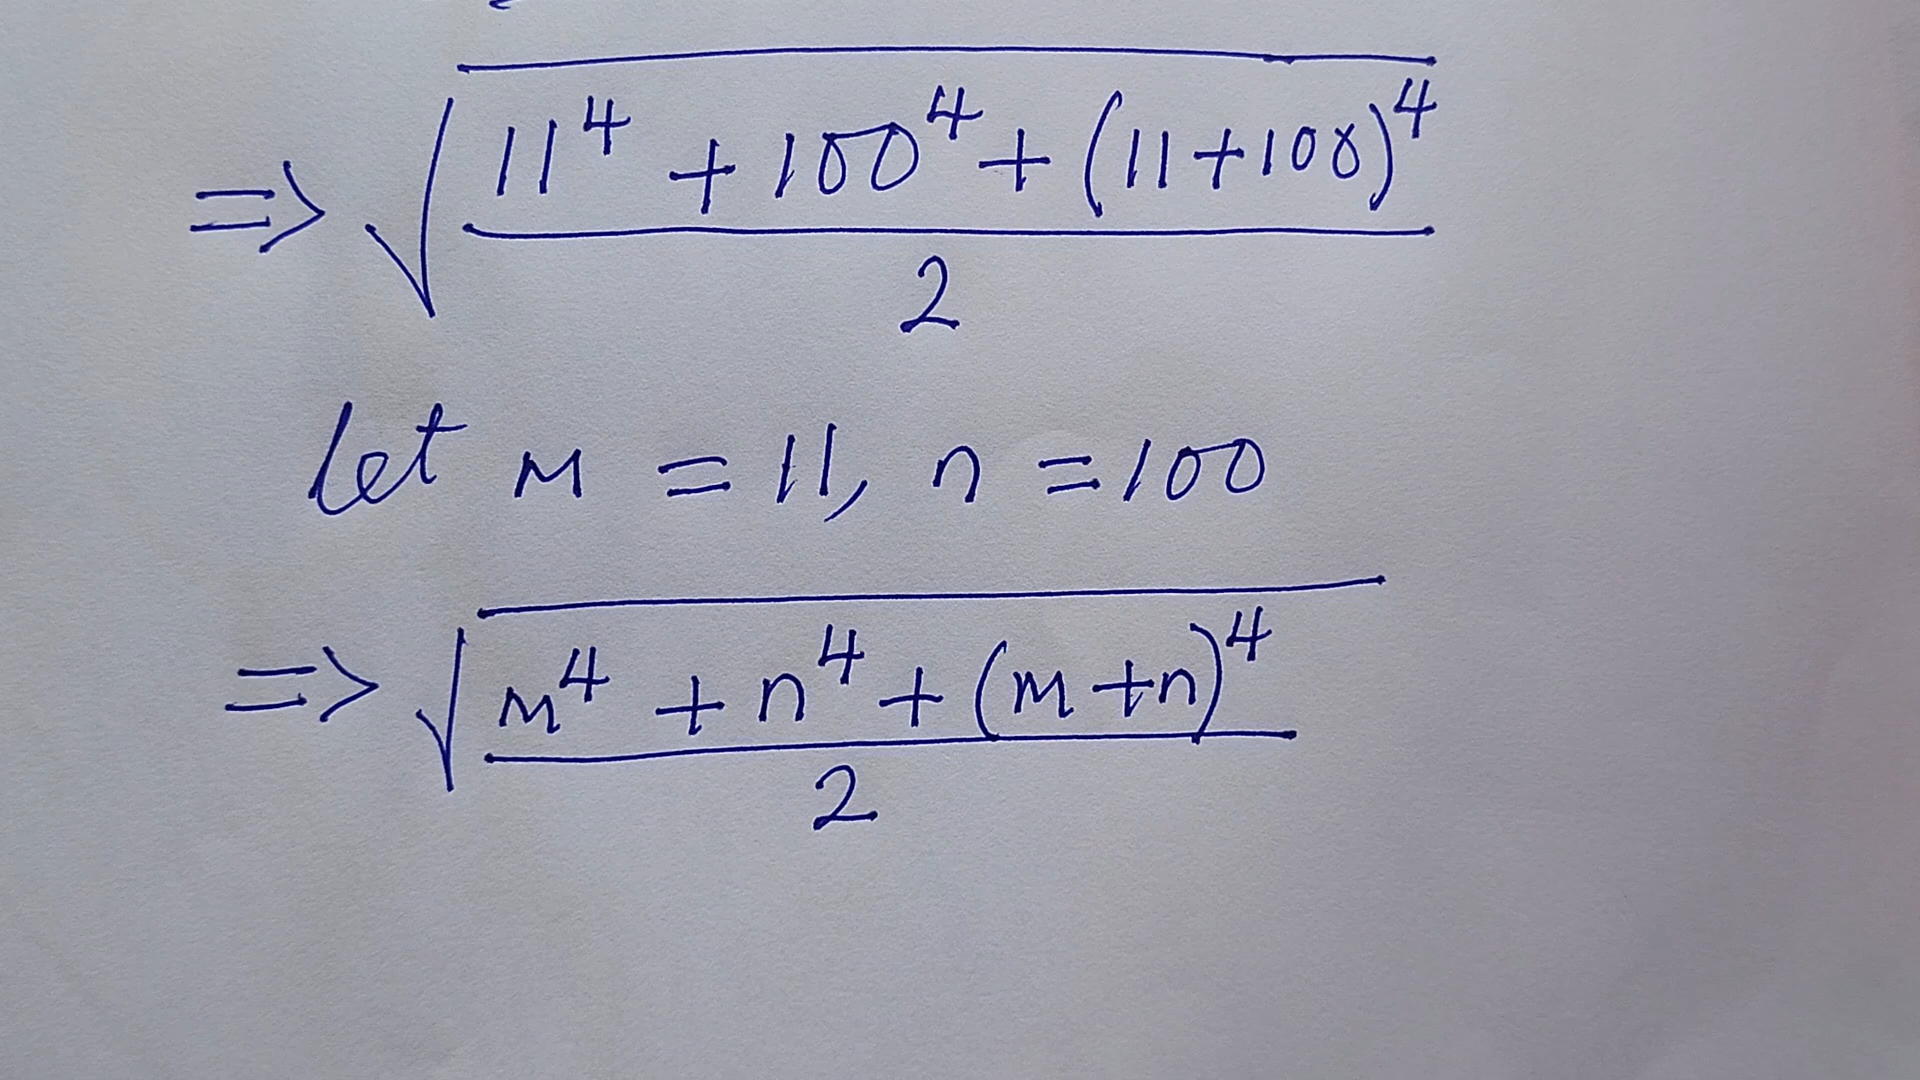 ⇒ √((11⁴ + 100⁴ + (11+100)⁴)/2)
let m = 11, n = 100
⇒ √((m⁴ + n⁴ + (m+n)⁴)/2)